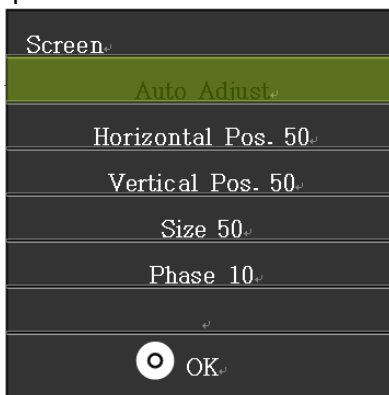 Screen
Auto Adjust
Horizontal Pos. 50
Vertical Pos. 50
Size 50
Phase 10
OK